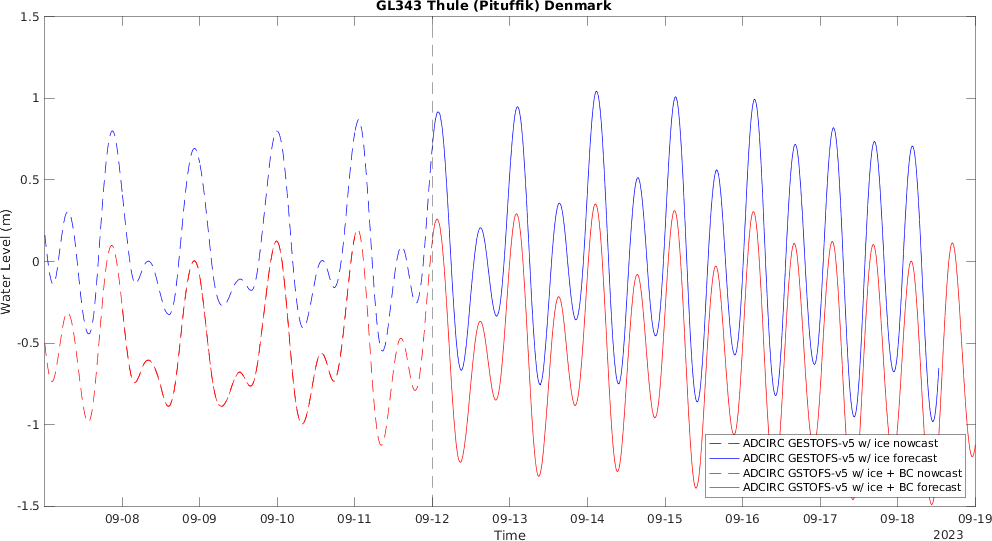 GL343 Thule (Pituffik) Denmark
1.5
1
0.5
0
-0.5
-1
-1.5
Water Level (m)
09-08 09-09 09-10 09-11 09-12 09-13 09-14 09-15 09-16 09-17 09-18 09-19
Time
2023
ADCIRC GESTOFS-v5 w/ ice nowcast
ADCIRC GESTOFS-v5 w/ ice forecast
ADCIRC GSTOFS-v5 w/ ice + BC nowcast
ADCIRC GSTOFS-v5 w/ ice + BC forecast